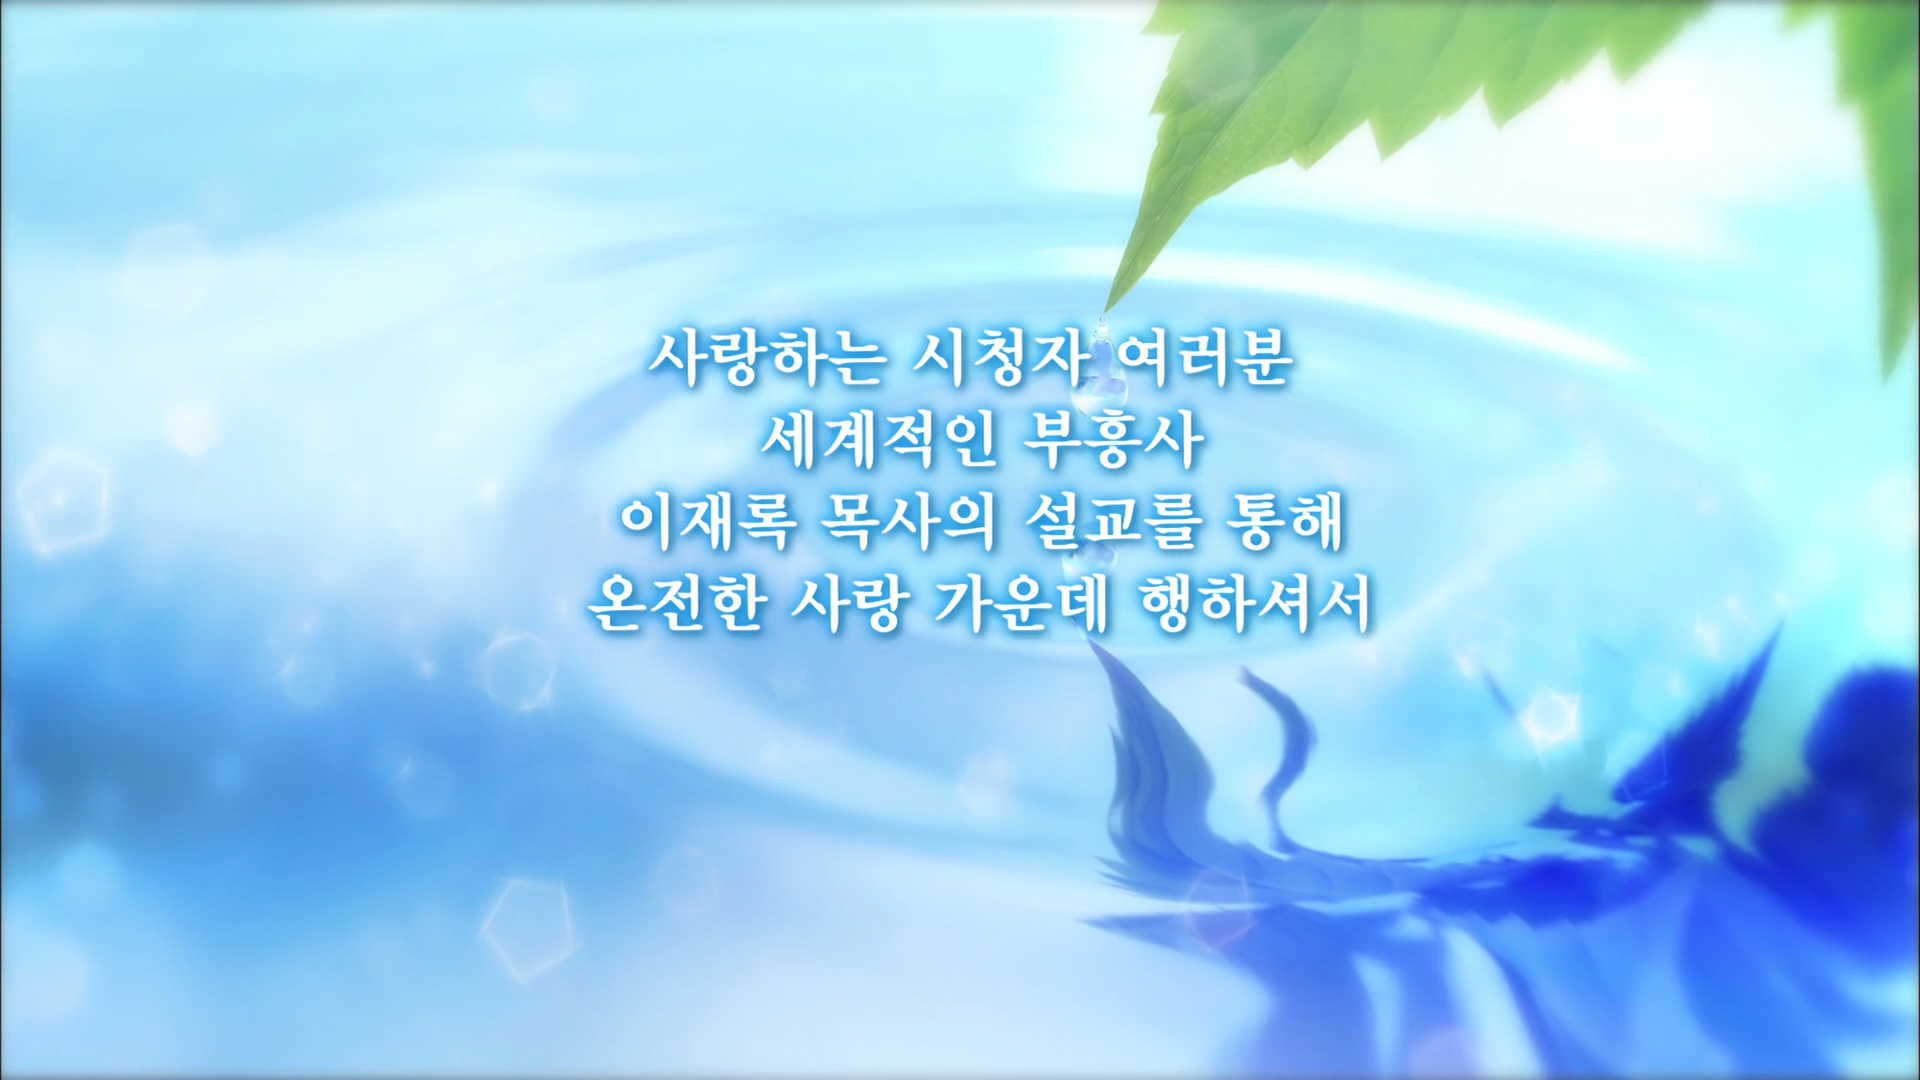 사랑하는 시청자 여러분
세계적인 부흥사
이재록 목사의 설교를 통해
온전한 사랑 가운데 행하셔서